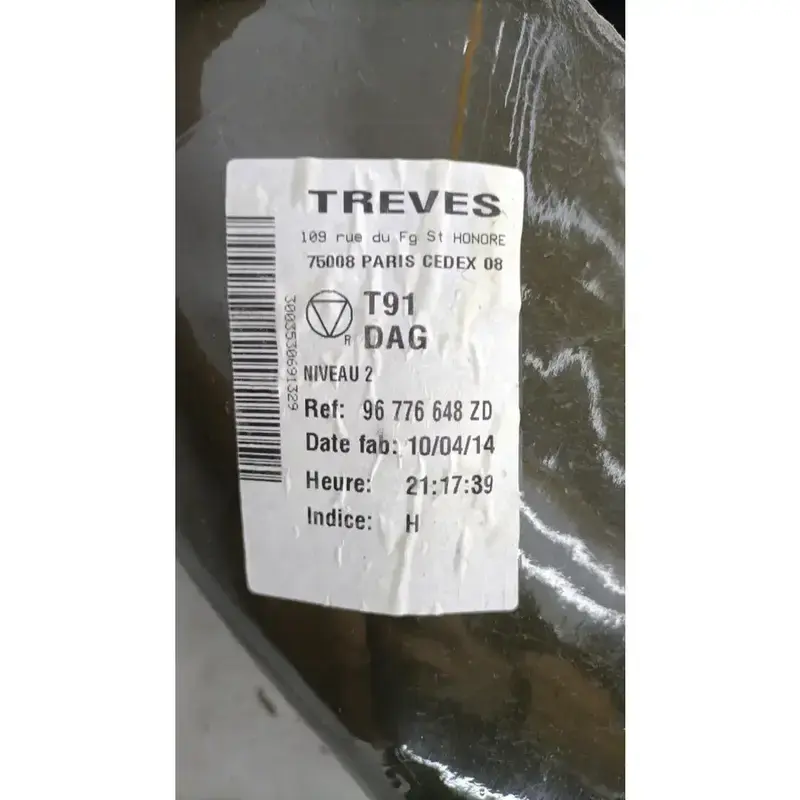 TREVES
109 rue du Fg St HONORE
75008 PARIS CEDEX 08
T91
R DAG
NIVEAU 2
Ref: 96 776 648 ZD
Date fab: 10/04/14
Heure: 21:17:39
Indice: H
3003530691329